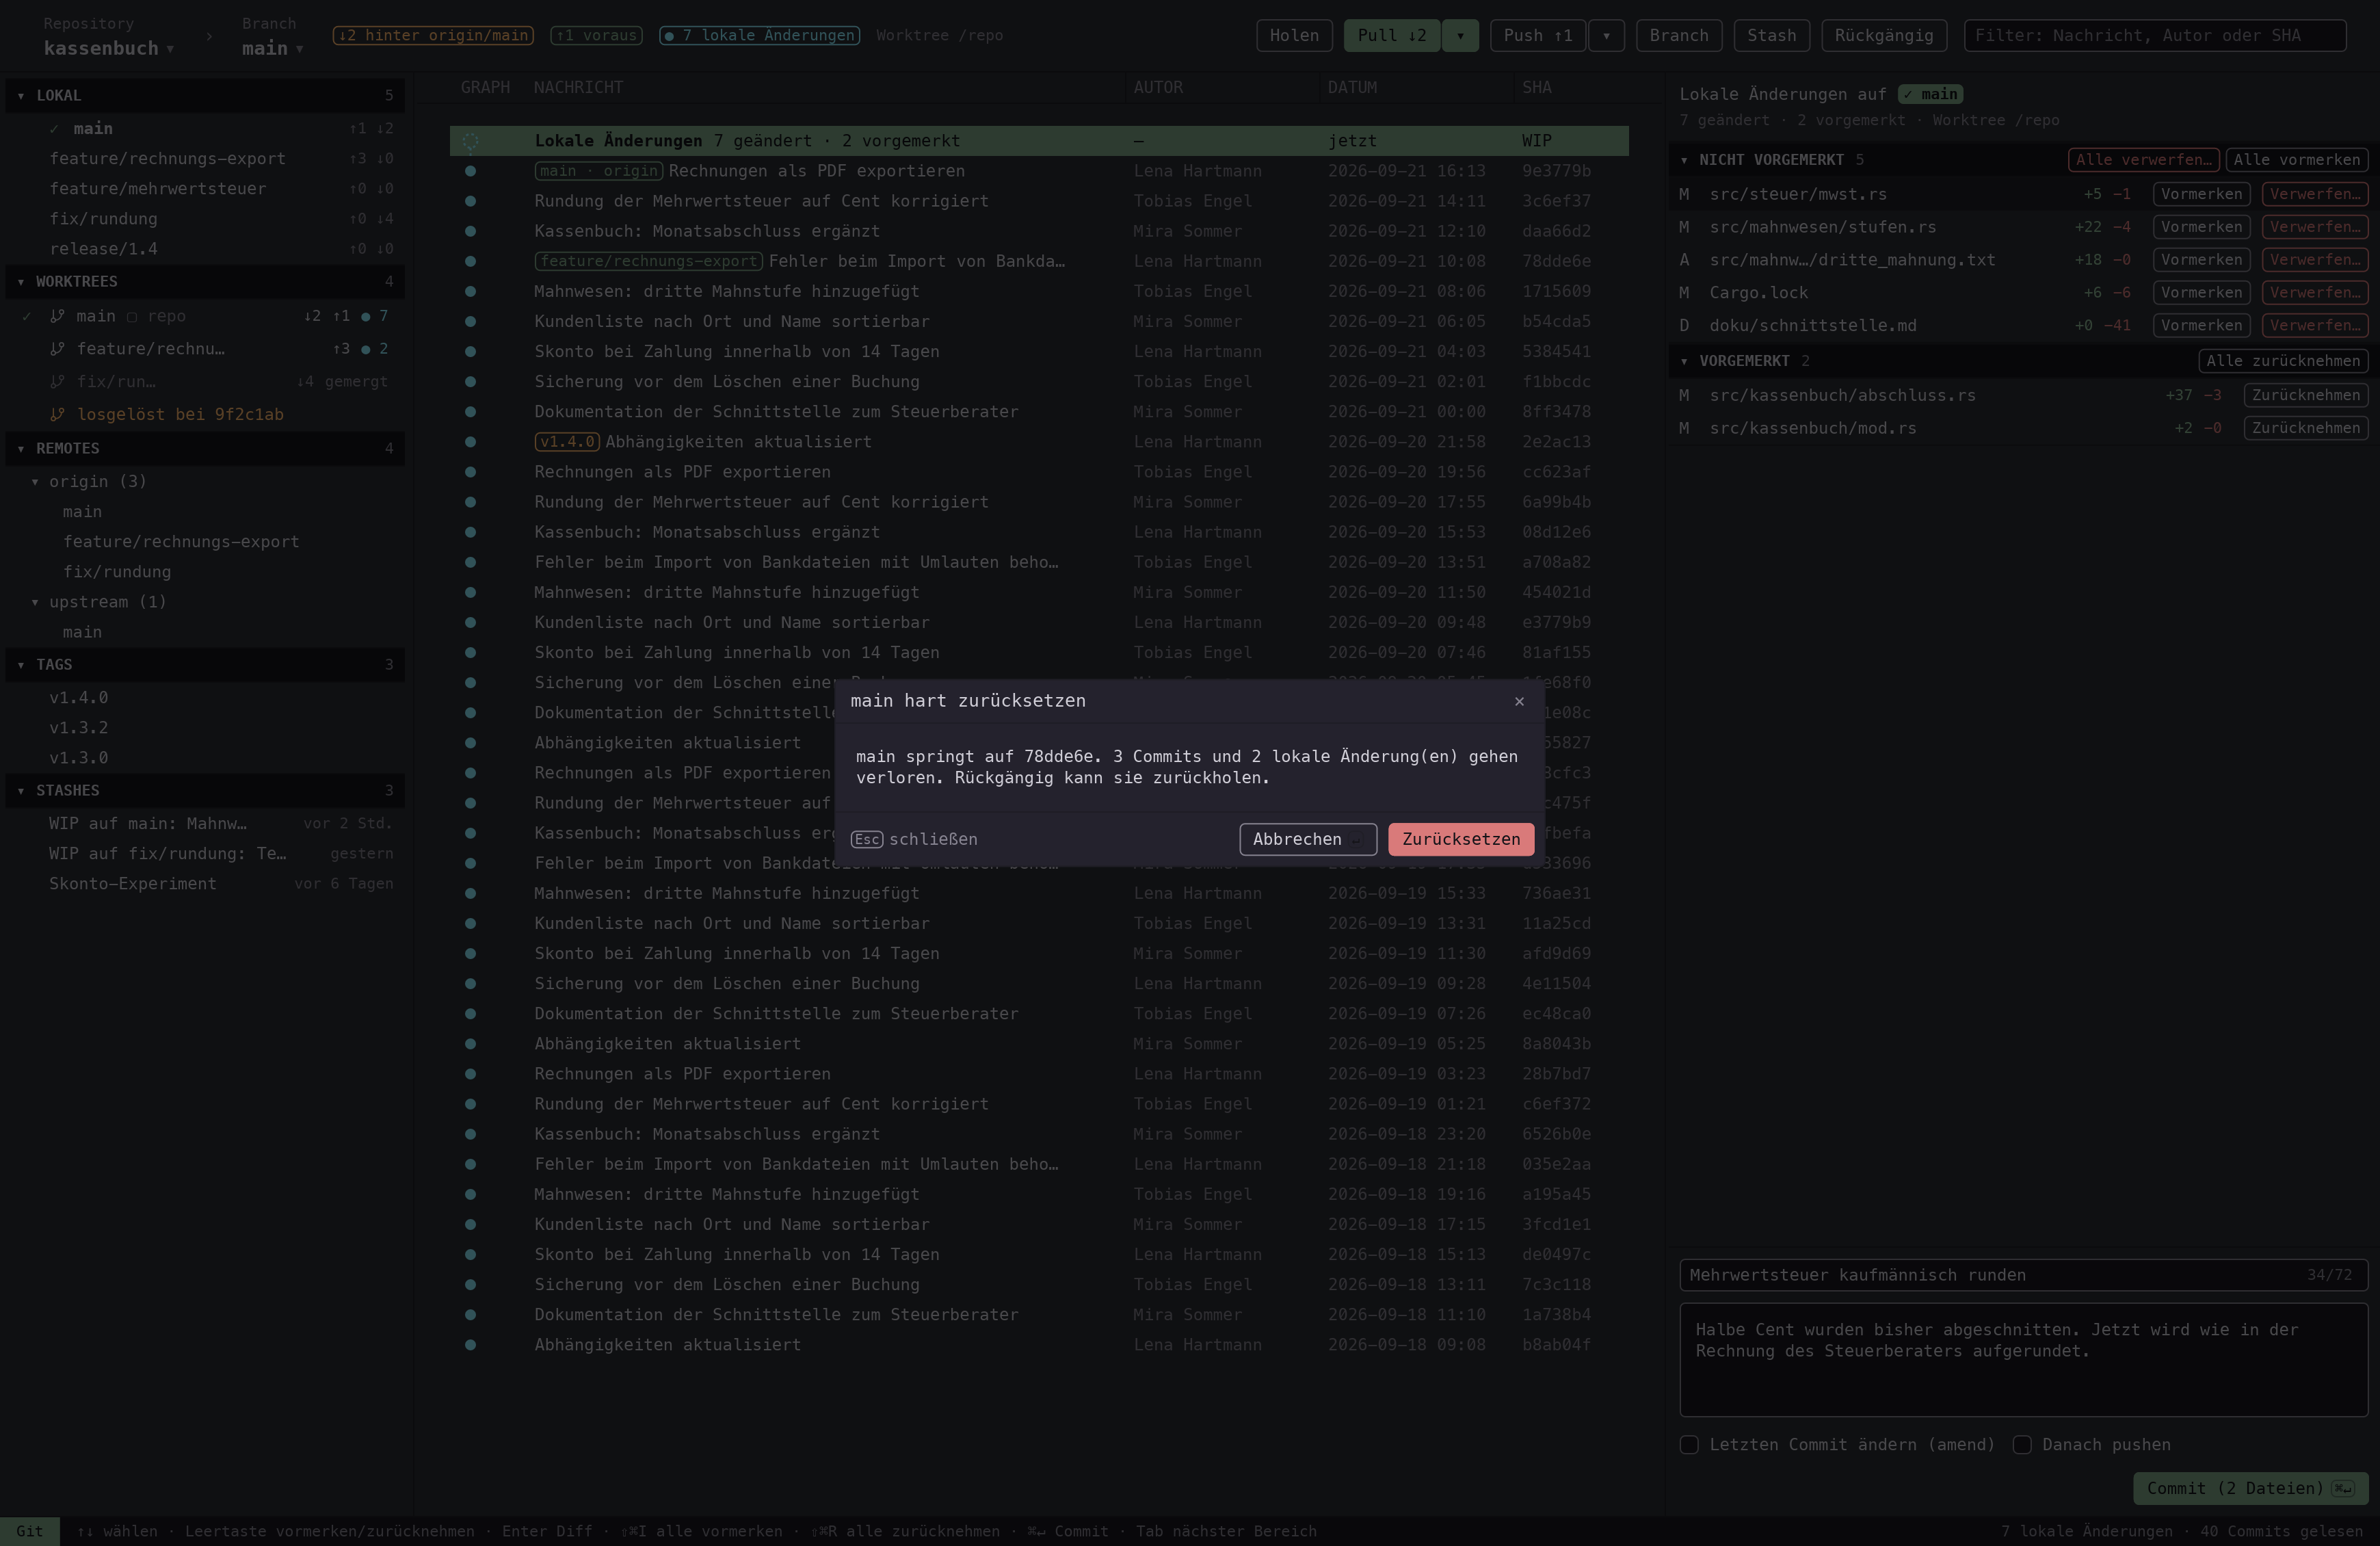 Repository
kassenbuch ▾
›
Branch
main ▾
↓2 hinter origin/main
↑1 voraus
● 7 lokale Änderungen
Worktree /repo
Holen
Pull ↓2 ▾
Push ↑1 ▾
Branch
Stash
Rückgängig
Filter: Nachricht, Autor oder SHA
▾ LOKAL 5
✓ main ↑1 ↓2
feature/rechnungs-export ↑3 ↓0
feature/mehrwertsteuer ↑0 ↓0
fix/rundung ↑0 ↓4
release/1.4 ↑0 ↓0
▾ WORKTREES 4
✓ main ▢ repo ↓2 ↑1 ● 7
feature/rechnu… ↑3 ● 2
fix/run… ↓4 gemergt
losgelöst bei 9f2c1ab
▾ REMOTES 4
▾ origin (3)
main
feature/rechnungs-export
fix/rundung
▾ upstream (1)
main
▾ TAGS 3
v1.4.0
v1.3.2
v1.3.0
▾ STASHES 3
WIP auf main: Mahnw… vor 2 Std.
WIP auf fix/rundung: Te… gestern
Skonto-Experiment vor 6 Tagen
GRAPH NACHRICHT AUTOR DATUM SHA
Lokale Änderungen 7 geändert · 2 vorgemerkt — jetzt WIP
main · origin Rechnungen als PDF exportieren Lena Hartmann 2026-09-21 16:13 9e3779b
Rundung der Mehrwertsteuer auf Cent korrigiert Tobias Engel 2026-09-21 14:11 3c6ef37
Kassenbuch: Monatsabschluss ergänzt Mira Sommer 2026-09-21 12:10 daa66d2
feature/rechnungs-export Fehler beim Import von Bankda… Lena Hartmann 2026-09-21 10:08 78dde6e
Mahnwesen: dritte Mahnstufe hinzugefügt Tobias Engel 2026-09-21 08:06 1715609
Kundenliste nach Ort und Name sortierbar Mira Sommer 2026-09-21 06:05 b54cda5
Skonto bei Zahlung innerhalb von 14 Tagen Lena Hartmann 2026-09-21 04:03 5384541
Sicherung vor dem Löschen einer Buchung Tobias Engel 2026-09-21 02:01 f1bbcdc
Dokumentation der Schnittstelle zum Steuerberater Mira Sommer 2026-09-21 00:00 8ff3478
v1.4.0 Abhängigkeiten aktualisiert Lena Hartmann 2026-09-20 21:58 2e2ac13
Rechnungen als PDF exportieren Tobias Engel 2026-09-20 19:56 cc623af
Rundung der Mehrwertsteuer auf Cent korrigiert Mira Sommer 2026-09-20 17:55 6a99b4b
Kassenbuch: Monatsabschluss ergänzt Lena Hartmann 2026-09-20 15:53 08d12e6
Fehler beim Import von Bankdateien mit Umlauten beho… Tobias Engel 2026-09-20 13:51 a708a82
Mahnwesen: dritte Mahnstufe hinzugefügt Mira Sommer 2026-09-20 11:50 454021d
Kundenliste nach Ort und Name sortierbar Lena Hartmann 2026-09-20 09:48 e3779b9
Skonto bei Zahlung innerhalb von 14 Tagen Tobias Engel 2026-09-20 07:46 81af155
Sicherung vor dem Löschen einer
Dokumentation der Schnittstelle
Abhängigkeiten aktualisiert
Rechnungen als PDF exportieren
Rundung der Mehrwertsteuer auf
Kassenbuch: Monatsabschluss
Fehler beim Import von
Mahnwesen: dritte Mahnstufe hinzugefügt Lena Hartmann 2026-09-19 15:33 736ae31
Kundenliste nach Ort und Name sortierbar Tobias Engel 2026-09-19 13:31 11a25cd
Skonto bei Zahlung innerhalb von 14 Tagen Mira Sommer 2026-09-19 11:30 afd9d69
Sicherung vor dem Löschen einer Buchung Lena Hartmann 2026-09-19 09:28 4e11504
Dokumentation der Schnittstelle zum Steuerberater Tobias Engel 2026-09-19 07:26 ec48ca0
Abhängigkeiten aktualisiert Mira Sommer 2026-09-19 05:25 8a8043b
Rechnungen als PDF exportieren Lena Hartmann 2026-09-19 03:23 28b7bd7
Rundung der Mehrwertsteuer auf Cent korrigiert Tobias Engel 2026-09-19 01:21 c6ef372
Kassenbuch: Monatsabschluss ergänzt Mira Sommer 2026-09-18 23:20 6526b0e
Fehler beim Import von Bankdateien mit Umlauten beho… Lena Hartmann 2026-09-18 21:18 035e2aa
Mahnwesen: dritte Mahnstufe hinzugefügt Tobias Engel 2026-09-18 19:16 a195a45
Kundenliste nach Ort und Name sortierbar Mira Sommer 2026-09-18 17:15 3fcd1e1
Skonto bei Zahlung innerhalb von 14 Tagen Lena Hartmann 2026-09-18 15:13 de0497c
Sicherung vor dem Löschen einer Buchung Tobias Engel 2026-09-18 13:11 7c3c118
Dokumentation der Schnittstelle zum Steuerberater Mira Sommer 2026-09-18 11:10 1a738b4
Abhängigkeiten aktualisiert Lena Hartmann 2026-09-18 09:08 b8ab04f
main hart zurücksetzen ×
main springt auf 78dde6e. 3 Commits und 2 lokale Änderung(en) gehen
verloren. Rückgängig kann sie zurückholen.
Esc schließen
Abbrechen ↵
Zurücksetzen
Lokale Änderungen auf ✓ main
7 geändert · 2 vorgemerkt · Worktree /repo
▾ NICHT VORGEMERKT 5 Alle verwerfen… Alle vormerken
M src/steuer/mwst.rs +5 −1 Vormerken Verwerfen…
M src/mahnwesen/stufen.rs +22 −4 Vormerken Verwerfen…
A src/mahnw…/dritte_mahnung.txt +18 −0 Vormerken Verwerfen…
M Cargo.lock +6 −6 Vormerken Verwerfen…
D doku/schnittstelle.md +0 −41 Vormerken Verwerfen…
▾ VORGEMERKT 2 Alle zurücknehmen
M src/kassenbuch/abschluss.rs +37 −3 Zurücknehmen
M src/kassenbuch/mod.rs +2 −0 Zurücknehmen
Mehrwertsteuer kaufmännisch runden 34/72
Halbe Cent wurden bisher abgeschnitten. Jetzt wird wie in der
Rechnung des Steuerberaters aufgerundet.
Letzten Commit ändern (amend)
Danach pushen
Commit (2 Dateien) ⌘↵
Git ↑↓ wählen · Leertaste vormerken/zurücknehmen · Enter Diff · ⇧⌘I alle vormerken · ⇧⌘R alle zurücknehmen · ⌘↵ Commit · Tab nächster Bereich
7 lokale Änderungen · 40 Commits gelesen